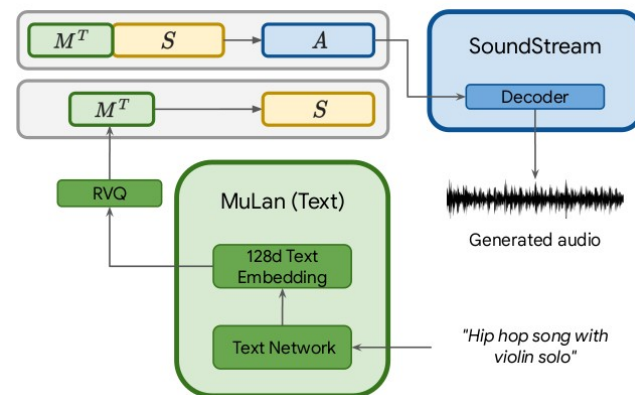 M^T S A
SoundStream
Decoder
M^T S
RVQ
MuLan (Text)
128d Text
Embedding
Text Network
Generated audio
"Hip hop song with
violin solo"